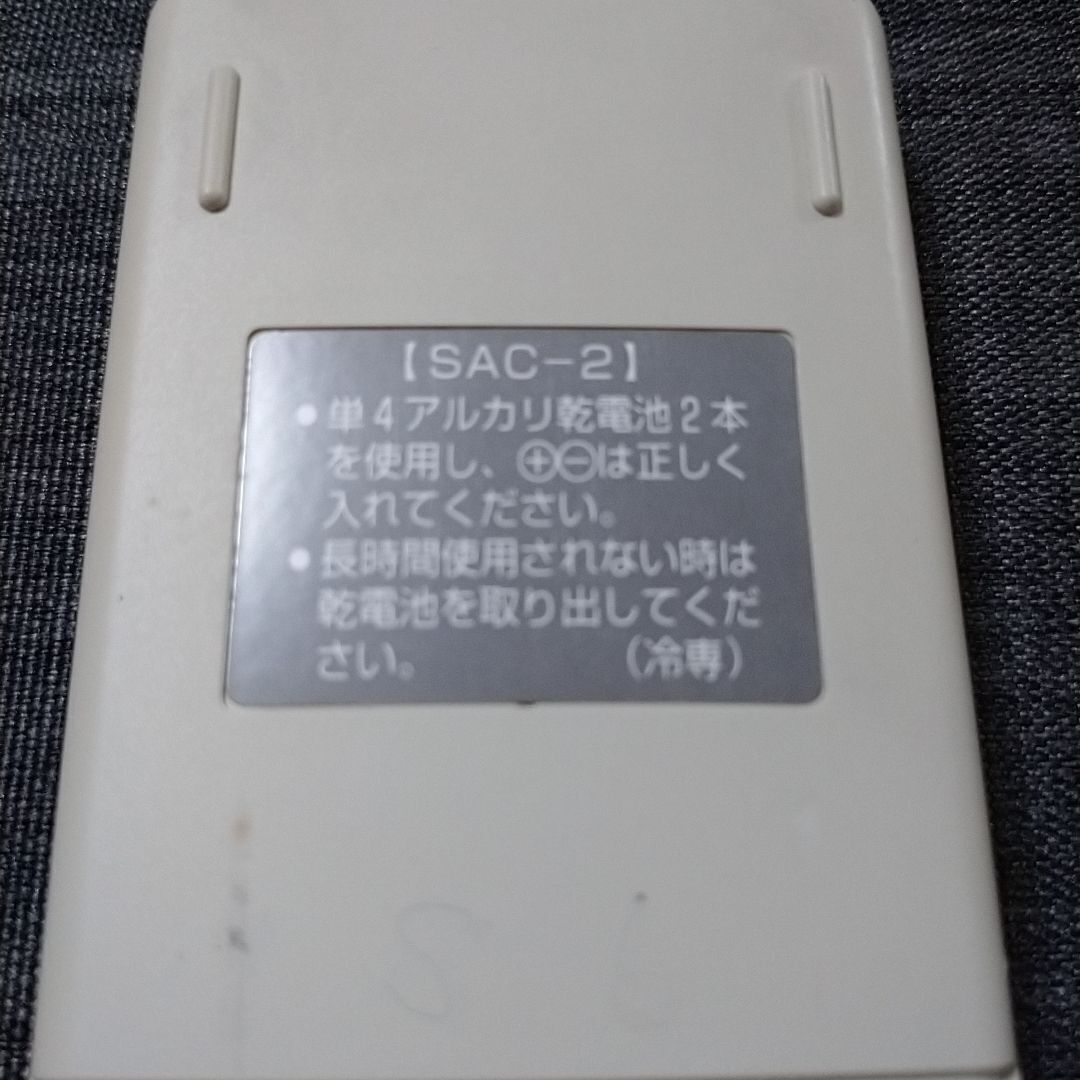 【SAC-2】
●単4アルカリ乾電池2本
を使用し、⊕⊖は正しく
入れてください。
●長時間使用されない時は
乾電池を取り出してくだ
さい。 (冷専)